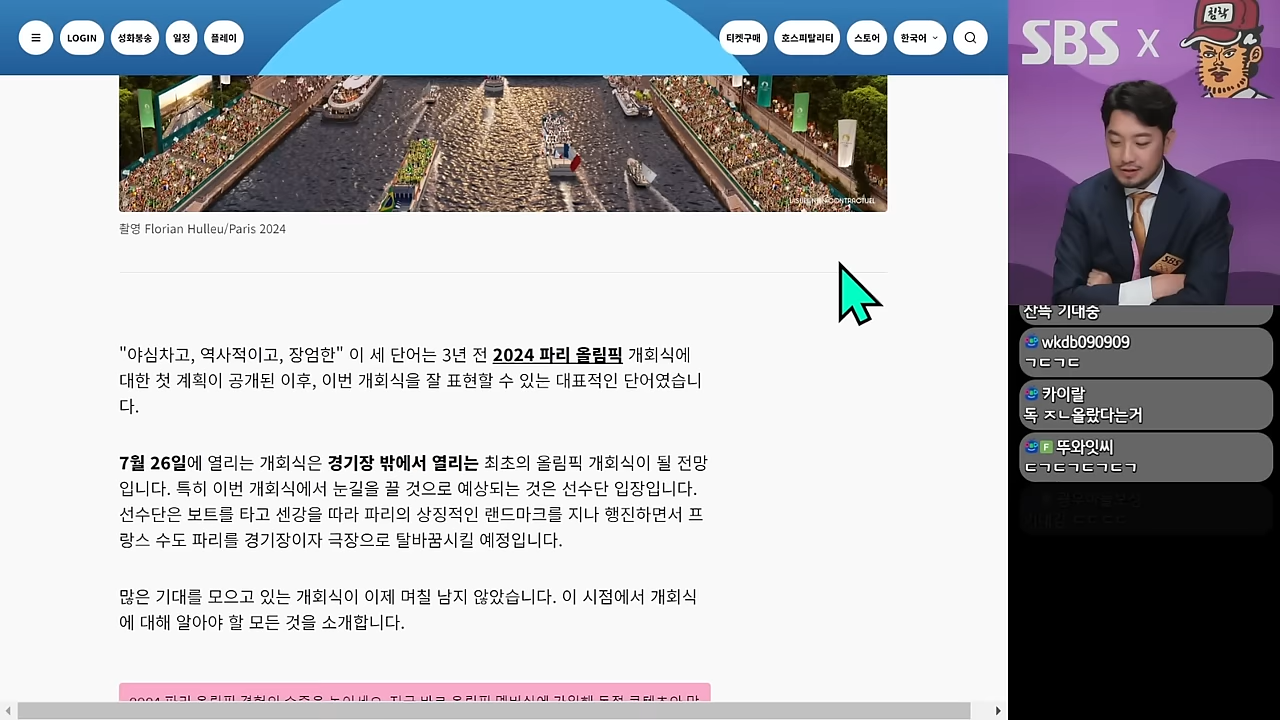 LOGIN
성화봉송
일정
플레이
티켓구매
호스피탈리티
스토어
한국어
SBS X
침착
SBS
VISUEL NON CONTRACTUEL
촬영 Florian Hulleu/Paris 2024
"야심차고, 역사적이고, 장엄한" 이 세 단어는 3년 전 2024 파리 올림픽 개회식에
대한 첫 계획이 공개된 이후, 이번 개회식을 잘 표현할 수 있는 대표적인 단어였습니
다.
7월 26일에 열리는 개회식은 경기장 밖에서 열리는 최초의 올림픽 개회식이 될 전망
입니다. 특히 이번 개회식에서 눈길을 끌 것으로 예상되는 것은 선수단 입장입니다.
선수단은 보트를 타고 센강을 따라 파리의 상징적인 랜드마크를 지나 행진하면서 프
랑스 수도 파리를 경기장이자 극장으로 탈바꿈시킬 예정입니다.
많은 기대를 모으고 있는 개회식이 이제 며칠 남지 않았습니다. 이 시점에서 개회식
에 대해 알아야 할 모든 것을 소개합니다.
잔뜩 기대중
wkdb090909
ㄱㄷㄱㄷ
카이랄
독 ㅈㄴ올랐다는거
뚜와잇씨
ㄷㄱㄷㄱㄷㄱㄷㄱ